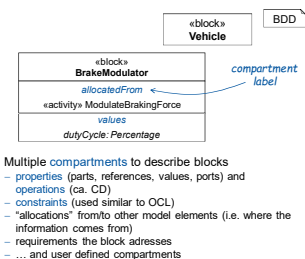 BDD
«block»
Vehicle
«block»
BrakeModulator
allocatedFrom
«activity» ModulateBrakingForce
values
dutyCycle: Percentage
compartment
label
Multiple compartments to describe blocks
– properties (parts, references, values, ports) and
operations (ca. CD)
– constraints (used similar to OCL)
– "allocations" from/to other model elements (i.e. where the
information comes from)
– requirements the block adresses
– … and user defined compartments